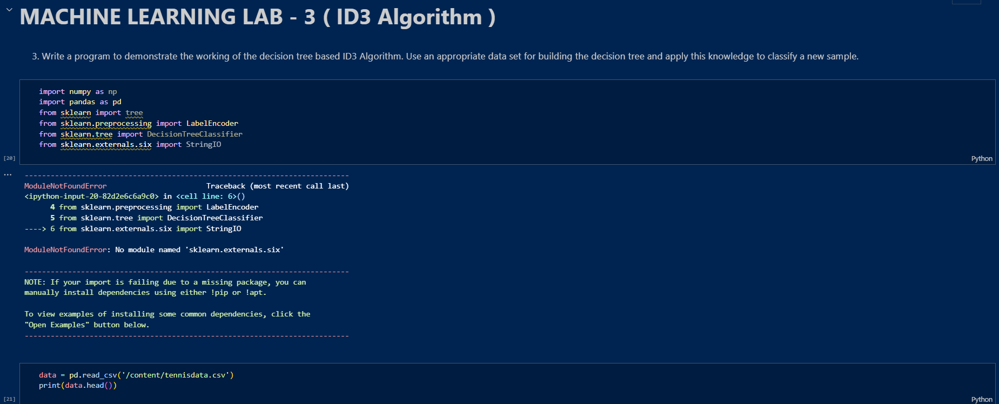 MACHINE LEARNING LAB - 3 ( ID3 Algorithm )
3. Write a program to demonstrate the working of the decision tree based ID3 Algorithm. Use an appropriate data set for building the decision tree and apply this knowledge to classify a new sample.
import numpy as np
import pandas as pd
from sklearn import tree
from sklearn.preprocessing import LabelEncoder
from sklearn.tree import DecisionTreeClassifier
from sklearn.externals.six import StringIO
[20]
Python
...
---------------------------------------------------------------------------
ModuleNotFoundError                       Traceback (most recent call last)
<ipython-input-20-82d2e6c6a9c0> in <cell line: 6>()
      4 from sklearn.preprocessing import LabelEncoder
      5 from sklearn.tree import DecisionTreeClassifier
----> 6 from sklearn.externals.six import StringIO
ModuleNotFoundError: No module named 'sklearn.externals.six'
---------------------------------------------------------------------------
NOTE: If your import is failing due to a missing package, you can
manually install dependencies using either !pip or !apt.
To view examples of installing some common dependencies, click the
"Open Examples" button below.
---------------------------------------------------------------------------
data = pd.read_csv('/content/tennisdata.csv')
print(data.head())
[21]
Python